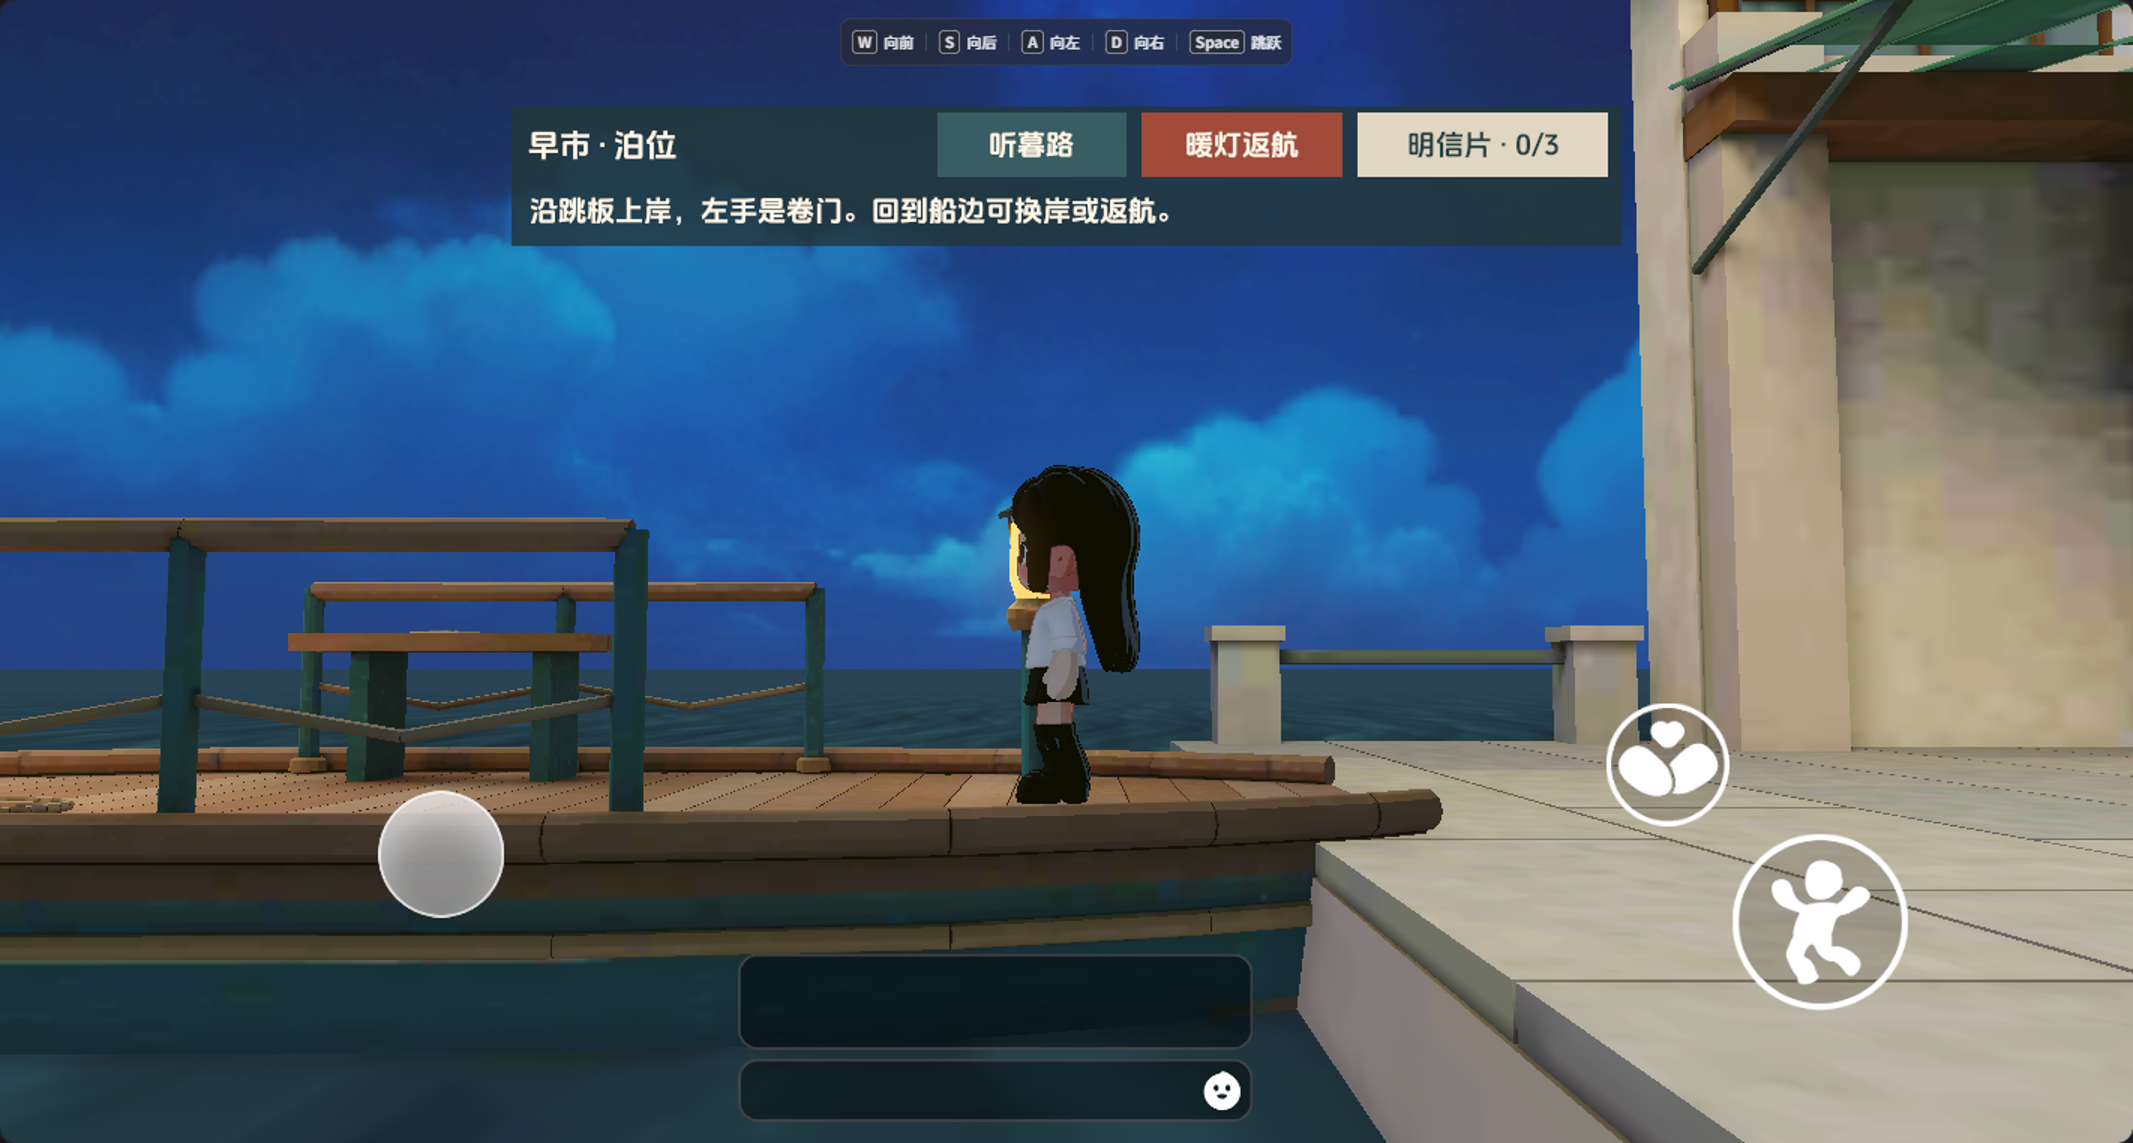 W 向前 S 向后 A 向左 D 向右 Space 跳跃
早市·泊位 听暮路 暖灯返航 明信片·0/3
沿跳板上岸，左手是卷门。回到船边可换岸或返航。